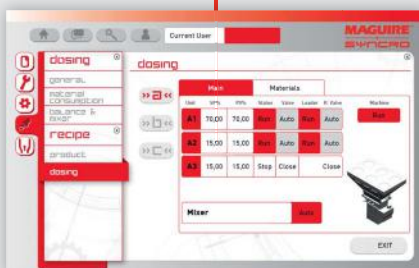 Current User
MAGUIRE
SYNCRO
dosing
general
material
consumption
balance &
mixer
recipe
product
dosing
dosing
Main Materials
>> a <<
>> b <<
>> c <<
Unit SP% PV% Status Valve Loader R. Valve
A1 70,00 70,00 Run Auto Run Auto
A2 15,00 15,00 Run Auto Run Auto
A3 15,00 15,00 Stop Close Close
Machine
Run
Mixer Auto
EXIT